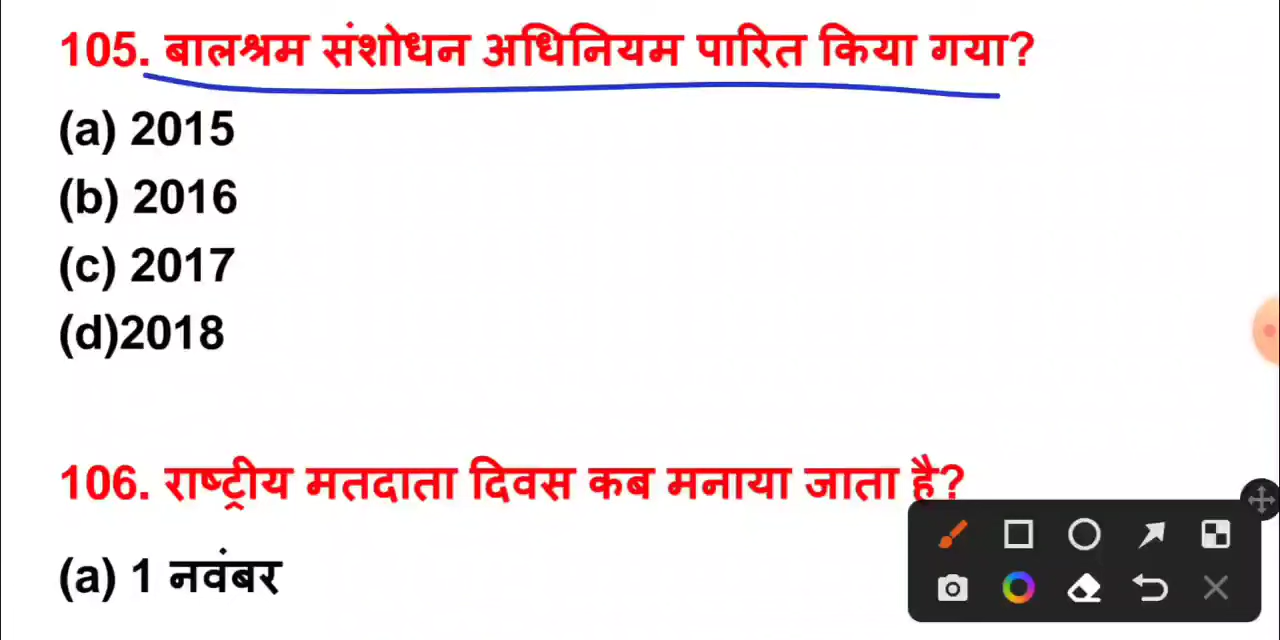 105. बालश्रम संशोधन अधिनियम पारित किया गया?
(a) 2015
(b) 2016
(c) 2017
(d)2018
106. राष्ट्रीय मतदाता दिवस कब मनाया जाता है?
(a) 1 नवंबर